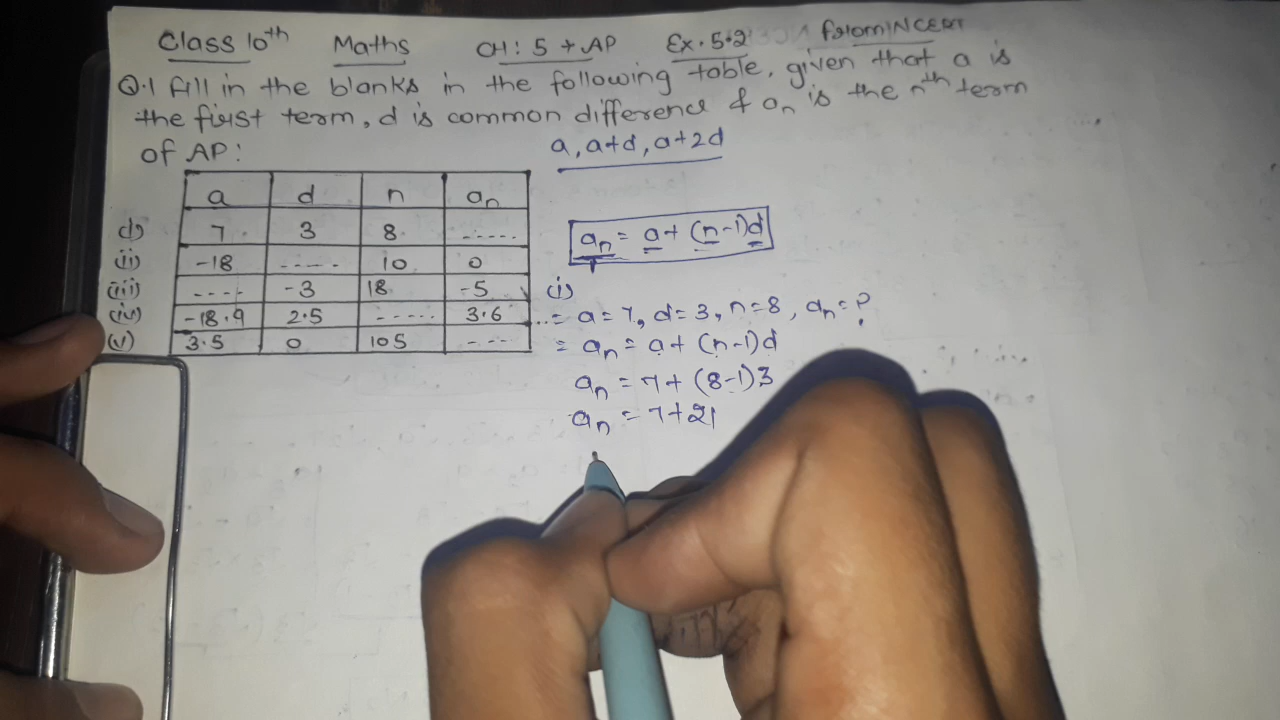 Class 10th Maths CH: 5 + AP Ex. 5.2 from NCERT
Q.1 Fill in the blanks in the following table, given that a is
the first term, d is common difference & an is the nth term
of AP:
a, a+d, a+2d
a d n an
(i) 7 3 8 .....
(ii) -18 ..... 10 0
(iii) .... -3 18 -5
(iv) -18.9 2.5 ..... 3.6
(v) 3.5 0 105 ....
an = a + (n-1)d
(i)
= a = 7, d = 3, n = 8, an = ?
= an = a + (n-1)d
an = 7 + (8-1)3
an = 7+21